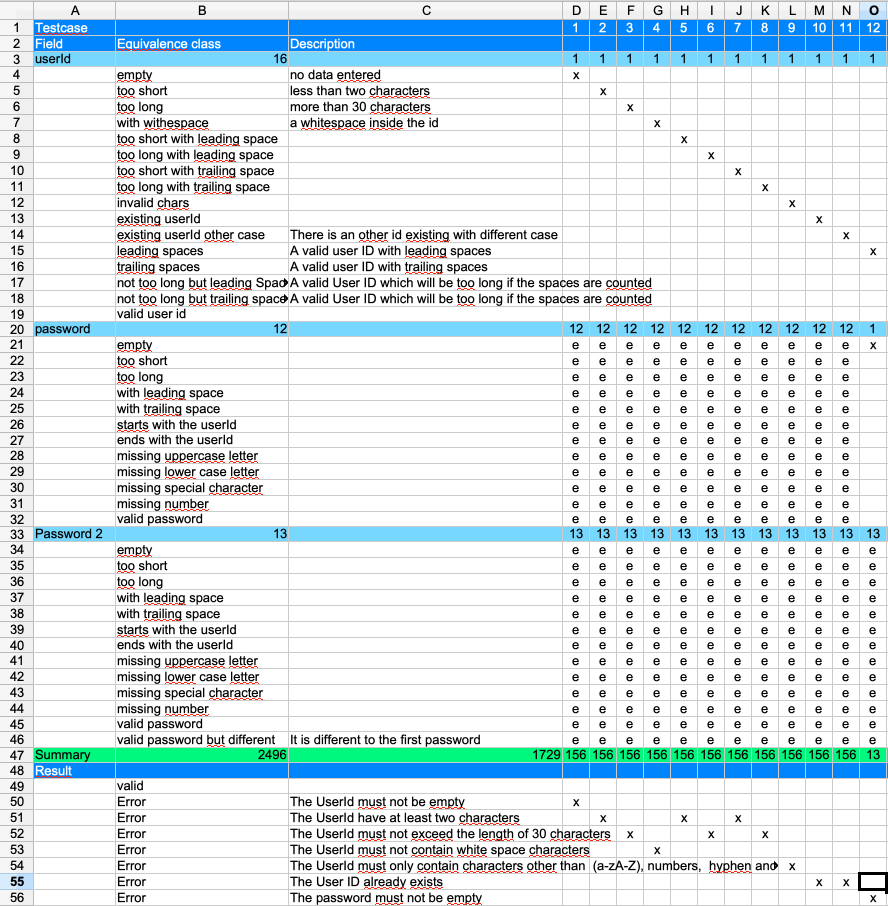 A B C D E F G H I J K L M N O
1 Testcase 1 2 3 4 5 6 7 8 9 10 11 12
2 Field Equivalence class Description
3 userId 16 1 1 1 1 1 1 1 1 1 1 1 1
4 empty no data entered x
5 too short less than two characters x
6 too long more than 30 characters x
7 with withespace a whitespace inside the id x
8 too short with leading space x
9 too long with leading space x
10 too short with trailing space x
11 too long with trailing space x
12 invalid chars x
13 existing userId x
14 existing userId other case There is an other id existing with different case x
15 leading spaces A valid user ID with leading spaces x
16 trailing spaces A valid user ID with trailing spaces
17 not too long but leading Spac A valid User ID which will be too long if the spaces are counted
18 not too long but trailing space A valid User ID which will be too long if the spaces are counted
19 valid user id
20 password 12 12 12 12 12 12 12 12 12 12 12 12 1
21 empty e e e e e e e e e e e x
22 too short e e e e e e e e e e e
23 too long e e e e e e e e e e e
24 with leading space e e e e e e e e e e e
25 with trailing space e e e e e e e e e e e
26 starts with the userId e e e e e e e e e e e
27 ends with the userId e e e e e e e e e e e
28 missing uppercase letter e e e e e e e e e e e
29 missing lower case letter e e e e e e e e e e e
30 missing special character e e e e e e e e e e e
31 missing number e e e e e e e e e e e
32 valid password e e e e e e e e e e e
33 Password 2 13 13 13 13 13 13 13 13 13 13 13 13 13
34 empty e e e e e e e e e e e e
35 too short e e e e e e e e e e e e
36 too long e e e e e e e e e e e e
37 with leading space e e e e e e e e e e e e
38 with trailing space e e e e e e e e e e e e
39 starts with the userId e e e e e e e e e e e e
40 ends with the userId e e e e e e e e e e e e
41 missing uppercase letter e e e e e e e e e e e e
42 missing lower case letter e e e e e e e e e e e e
43 missing special character e e e e e e e e e e e e
44 missing number e e e e e e e e e e e e
45 valid password e e e e e e e e e e e e
46 valid password but different It is different to the first password e e e e e e e e e e e e
47 Summary 2496 1729 156 156 156 156 156 156 156 156 156 156 156 13
48 Result
49 valid
50 Error The UserId must not be empty x
51 Error The UserId have at least two characters x x x
52 Error The UserId must not exceed the length of 30 characters x x x
53 Error The UserId must not contain white space characters x
54 Error The UserId must only contain characters other than (a-zA-Z), numbers, hyphen and x
55 Error The User ID already exists x x
56 Error The password must not be empty x